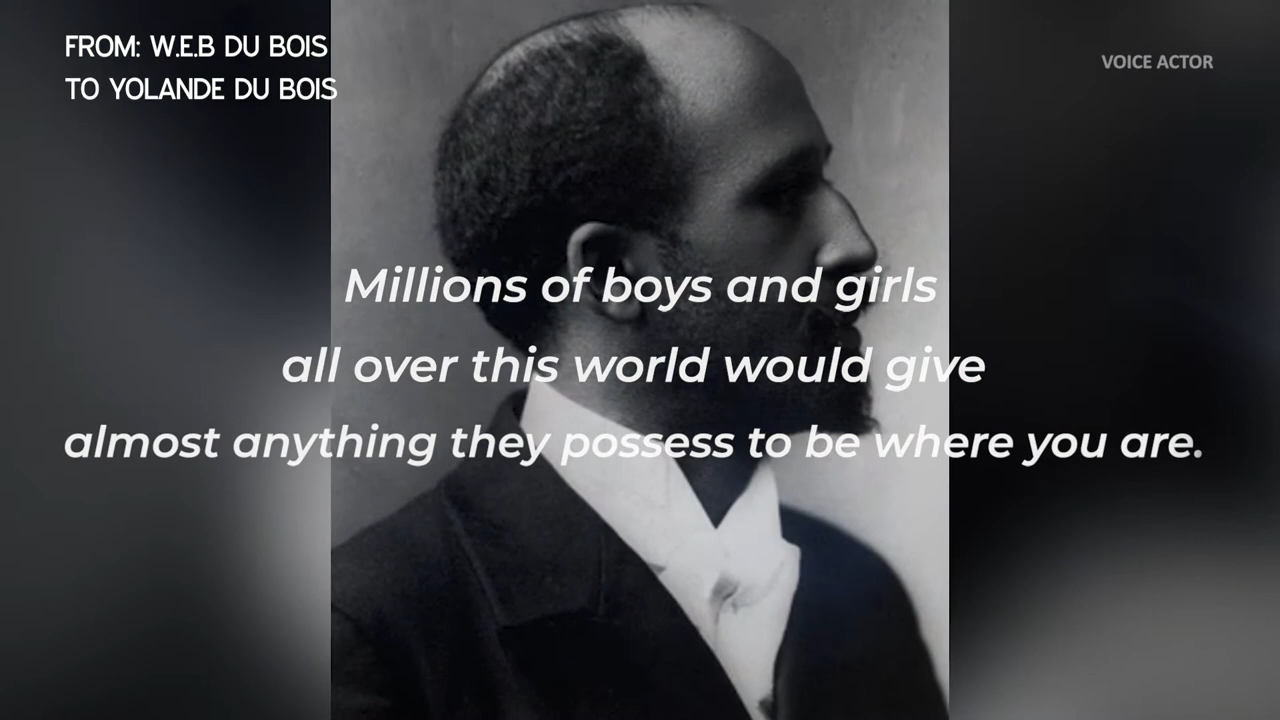 FROM: W.E.B DU BOIS
TO YOLANDE DU BOIS
VOICE ACTOR
Millions of boys and girls
all over this world would give
almost anything they possess to be where you are.